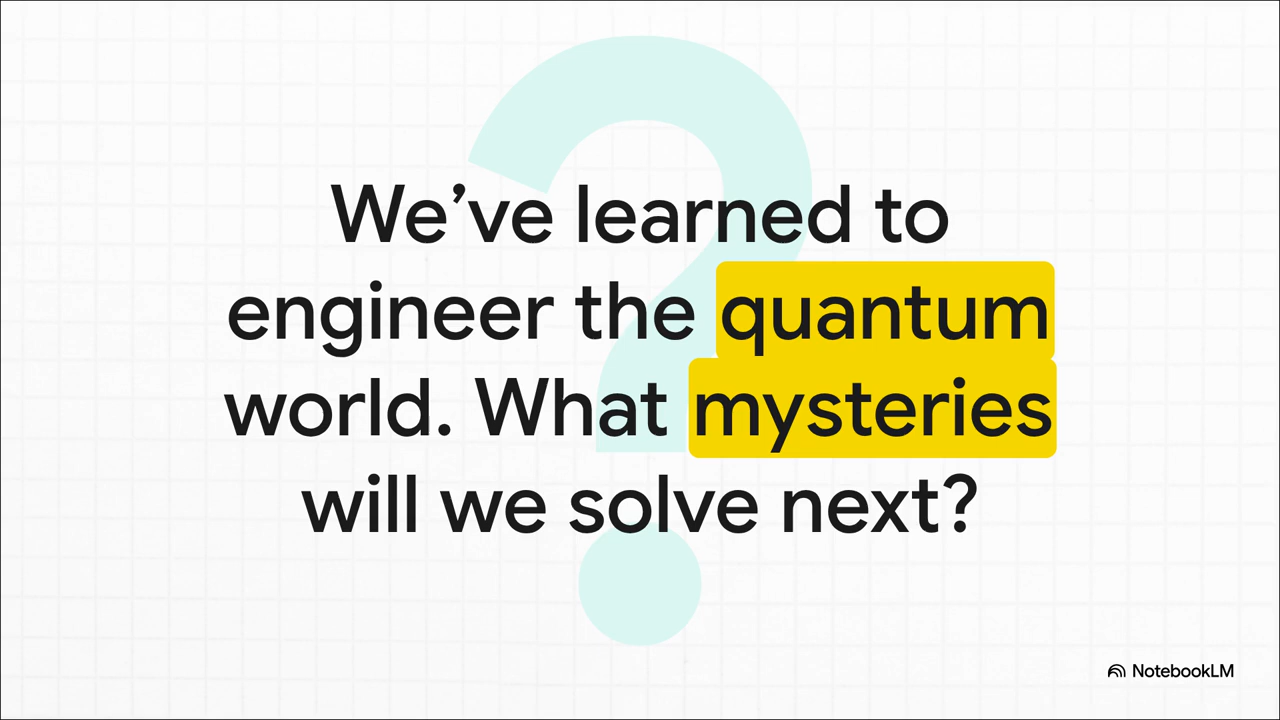 We’ve learned to
engineer the quantum
world. What mysteries
will we solve next?
NotebookLM